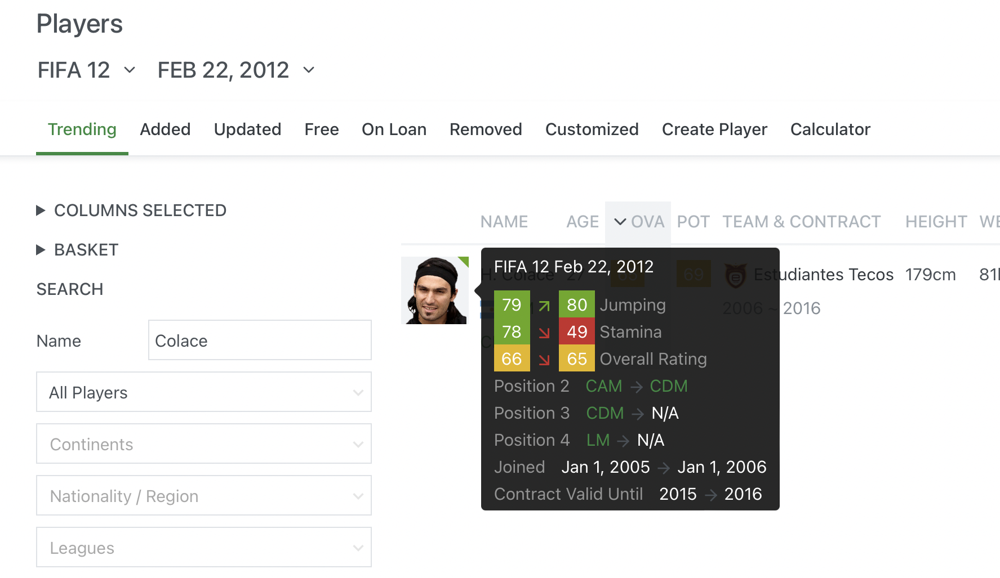 Players
FIFA 12 FEB 22, 2012
Trending Added Updated Free On Loan Removed Customized Create Player Calculator
COLUMNS SELECTED
BASKET
SEARCH
Name Colace
All Players
Continents
Nationality / Region
Leagues
NAME AGE OVA POT TEAM & CONTRACT HEIGHT WE
H. Colace 27 65 69 Estudiantes Tecos 179cm 81
2006 ~ 2016
FIFA 12 Feb 22, 2012
79 80 Jumping
78 49 Stamina
66 65 Overall Rating
Position 2 CAM → CDM
Position 3 CDM → N/A
Position 4 LM → N/A
Joined Jan 1, 2005 → Jan 1, 2006
Contract Valid Until 2015 → 2016